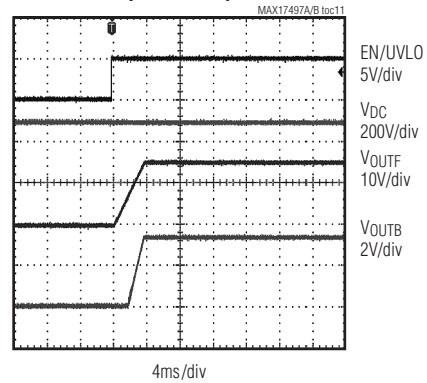 MAX17497A/B toc11
EN/UVLO
5V/div
VDC
200V/div
VOUTF
10V/div
VOUTB
2V/div
4ms/div